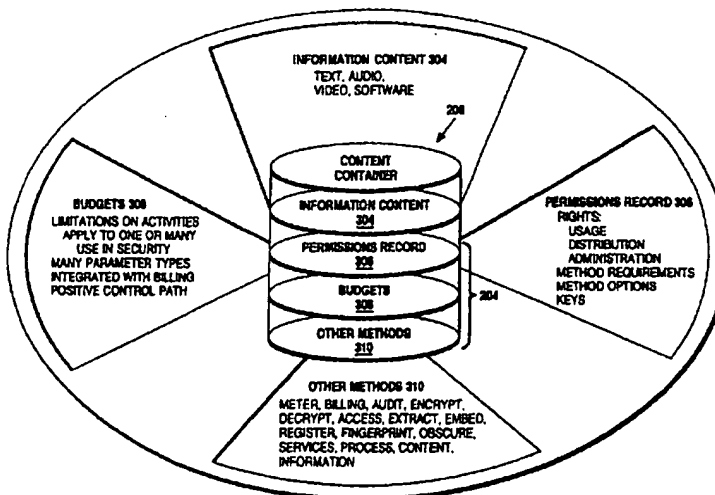 INFORMATION CONTENT 304
TEXT, AUDIO,
VIDEO, SOFTWARE
CONTENT
CONTAINER
INFORMATION CONTENT
304
PERMISSIONS RECORD
BUDGETS
308
OTHER METHODS
310
204
BUDGETS 308
LIMITATIONS ON ACTIVITIES
APPLY TO ONE OR MANY
USE IN SECURITY
MANY PARAMETER TYPES
INTEGRATED WITH BILLING
POSITIVE CONTROL PATH
PERMISSIONS RECORD
RIGHTS:
USAGE
DISTRIBUTION
ADMINISTRATION
METHOD REQUIREMENTS
METHOD OPTIONS
KEYS
OTHER METHODS 310
METER, BILLING, AUDIT, ENCRYPT,
DECRYPT, ACCESS, EXTRACT, EMBED,
REGISTER, FINGERPRINT, OBSCURE,
SERVICES, PROCESS, CONTENT,
INFORMATION